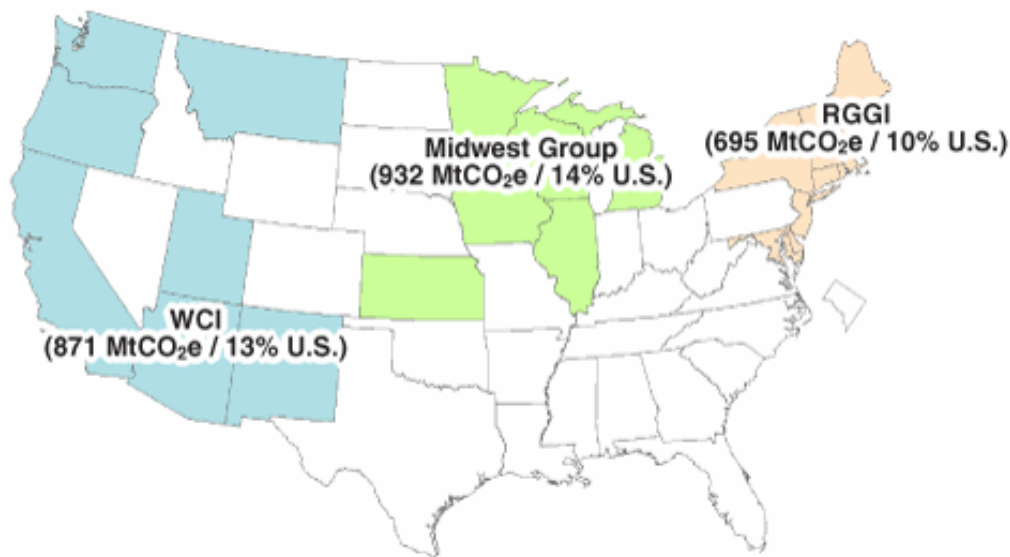 RGGI
(695 MtCO₂e / 10% U.S.)
Midwest Group
(932 MtCO₂e / 14% U.S.)
WCI
(871 MtCO₂e / 13% U.S.)